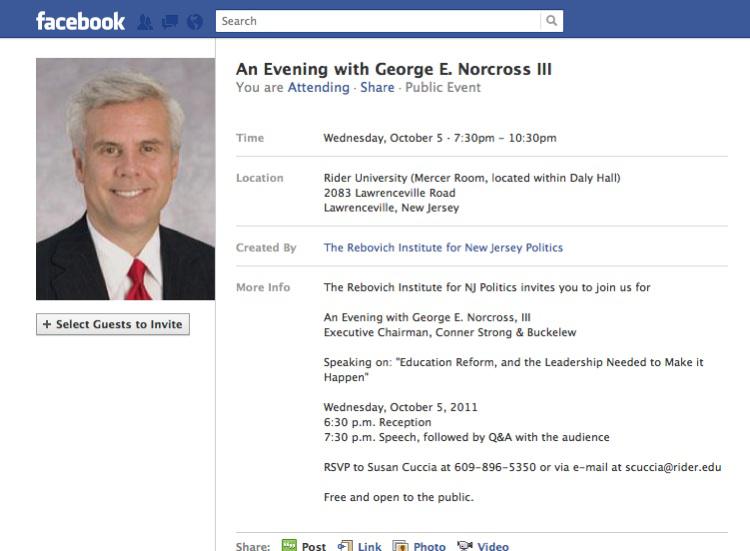 facebook
Search
An Evening with George E. Norcross III
You are Attending · Share · Public Event
Time
Wednesday, October 5 · 7:30pm - 10:30pm
Location
Rider University (Mercer Room, located within Daly Hall)
2083 Lawrenceville Road
Lawrenceville, New Jersey
Created By
The Rebovich Institute for New Jersey Politics
More Info
The Rebovich Institute for NJ Politics invites you to join us for
An Evening with George E. Norcross, III
Executive Chairman, Conner Strong & Buckelew
Speaking on: "Education Reform, and the Leadership Needed to Make it
Happen"
Wednesday, October 5, 2011
6:30 p.m. Reception
7:30 p.m. Speech, followed by Q&A with the audience
RSVP to Susan Cuccia at 609-896-5350 or via e-mail at scuccia@rider.edu
Free and open to the public.
+ Select Guests to Invite
Share: Post Link Photo Video